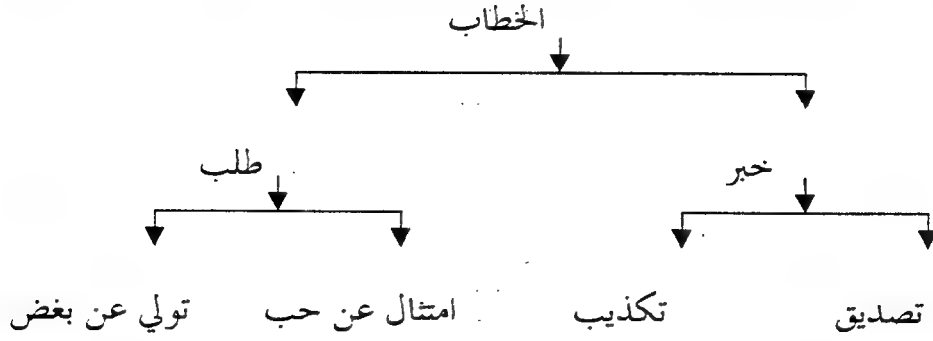 الخطاب
خبر طلب
تصديق تكذيب امتثال عن حب تولي عن بغض